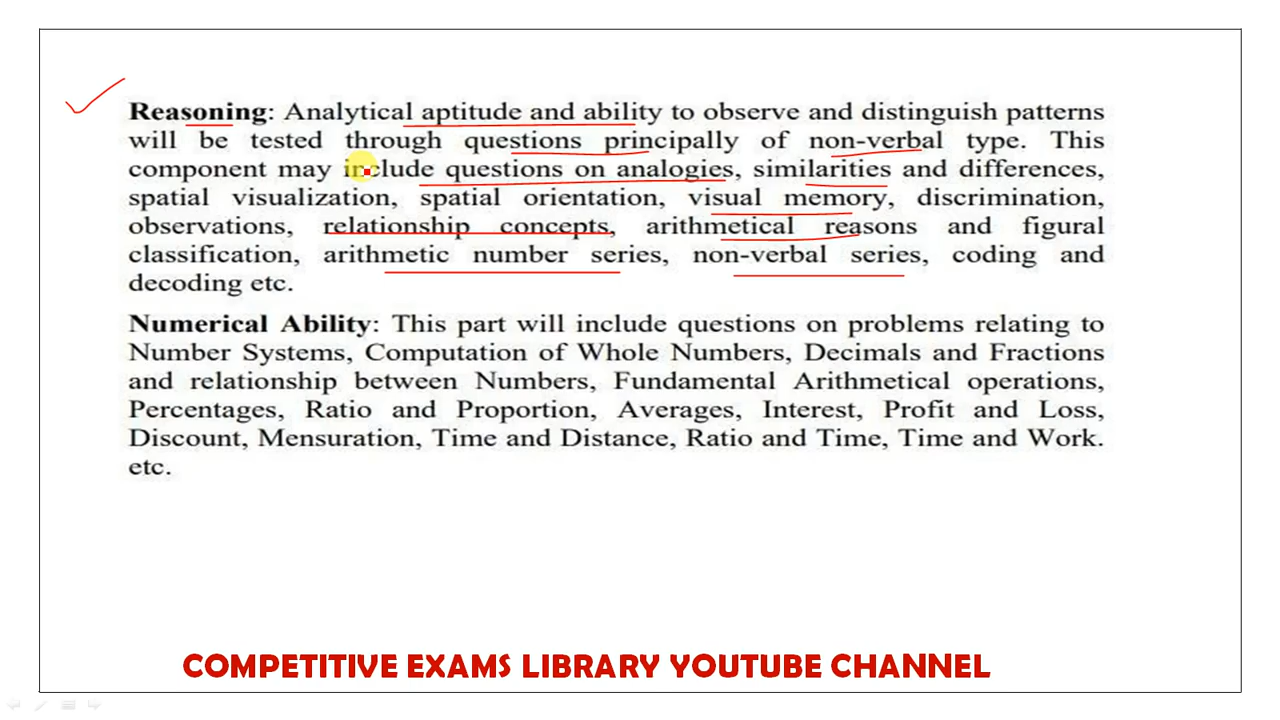 Reasoning: Analytical aptitude and ability to observe and distinguish patterns
will be tested through questions principally of non-verbal type. This
component may include questions on analogies, similarities and differences,
spatial visualization, spatial orientation, visual memory, discrimination,
observations, relationship concepts, arithmetical reasons and figural
classification, arithmetic number series, non-verbal series, coding and
decoding etc.
Numerical Ability: This part will include questions on problems relating to
Number Systems, Computation of Whole Numbers, Decimals and Fractions
and relationship between Numbers, Fundamental Arithmetical operations,
Percentages, Ratio and Proportion, Averages, Interest, Profit and Loss,
Discount, Mensuration, Time and Distance, Ratio and Time, Time and Work.
etc.
COMPETITIVE EXAMS LIBRARY YOUTUBE CHANNEL